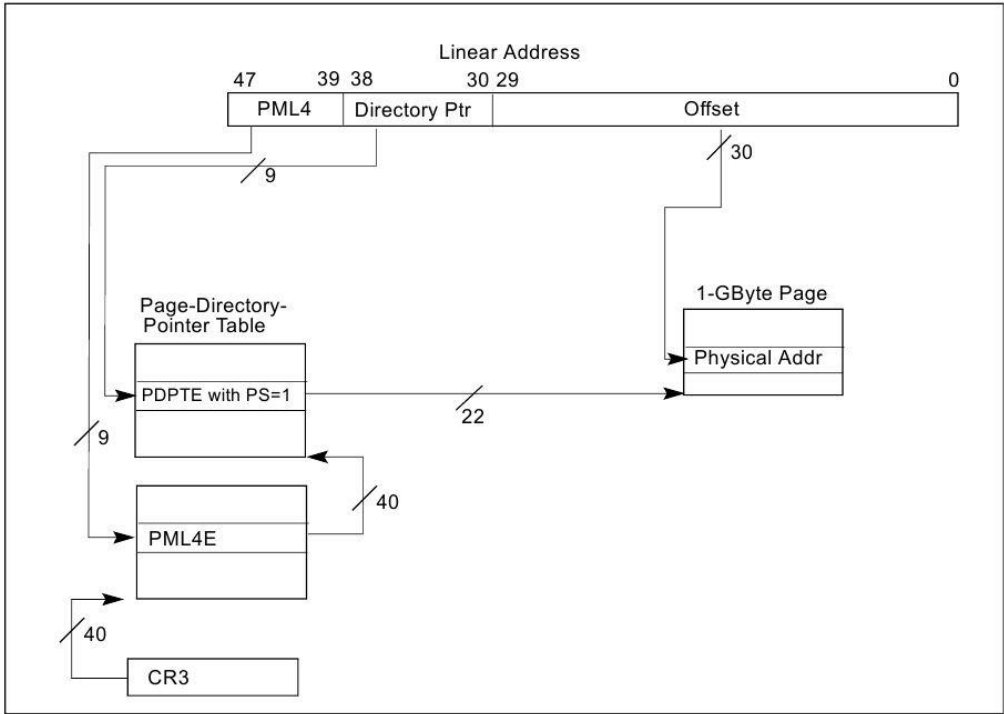 Linear Address
47 39 38 30 29 0
PML4 Directory Ptr Offset
9
30
Page-Directory-
Pointer Table
1-GByte Page
PDPTE with PS=1
Physical Addr
22
9
40
PML4E
40
CR3